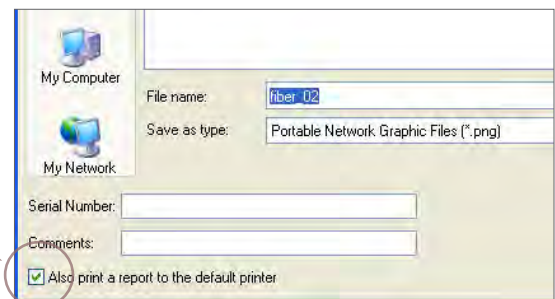 My Computer
File name: fiber_02
Save as type: Portable Network Graphic Files (*.png)
My Network
Serial Number:
Comments:
Also print a report to the default printer